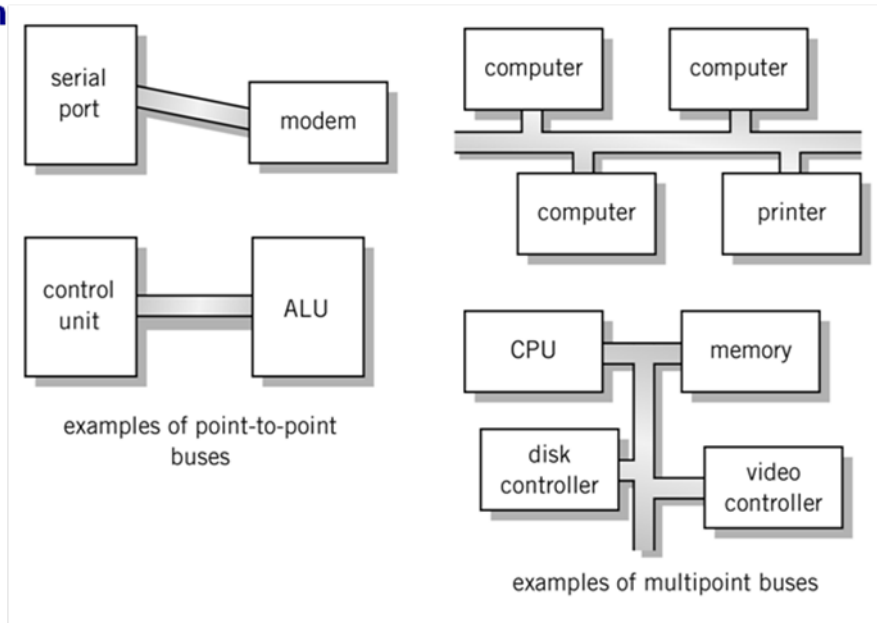 n
serial
port
modem
control
unit
ALU
examples of point-to-point
buses
computer
computer
computer
printer
CPU
memory
disk
controller
video
controller
examples of multipoint buses